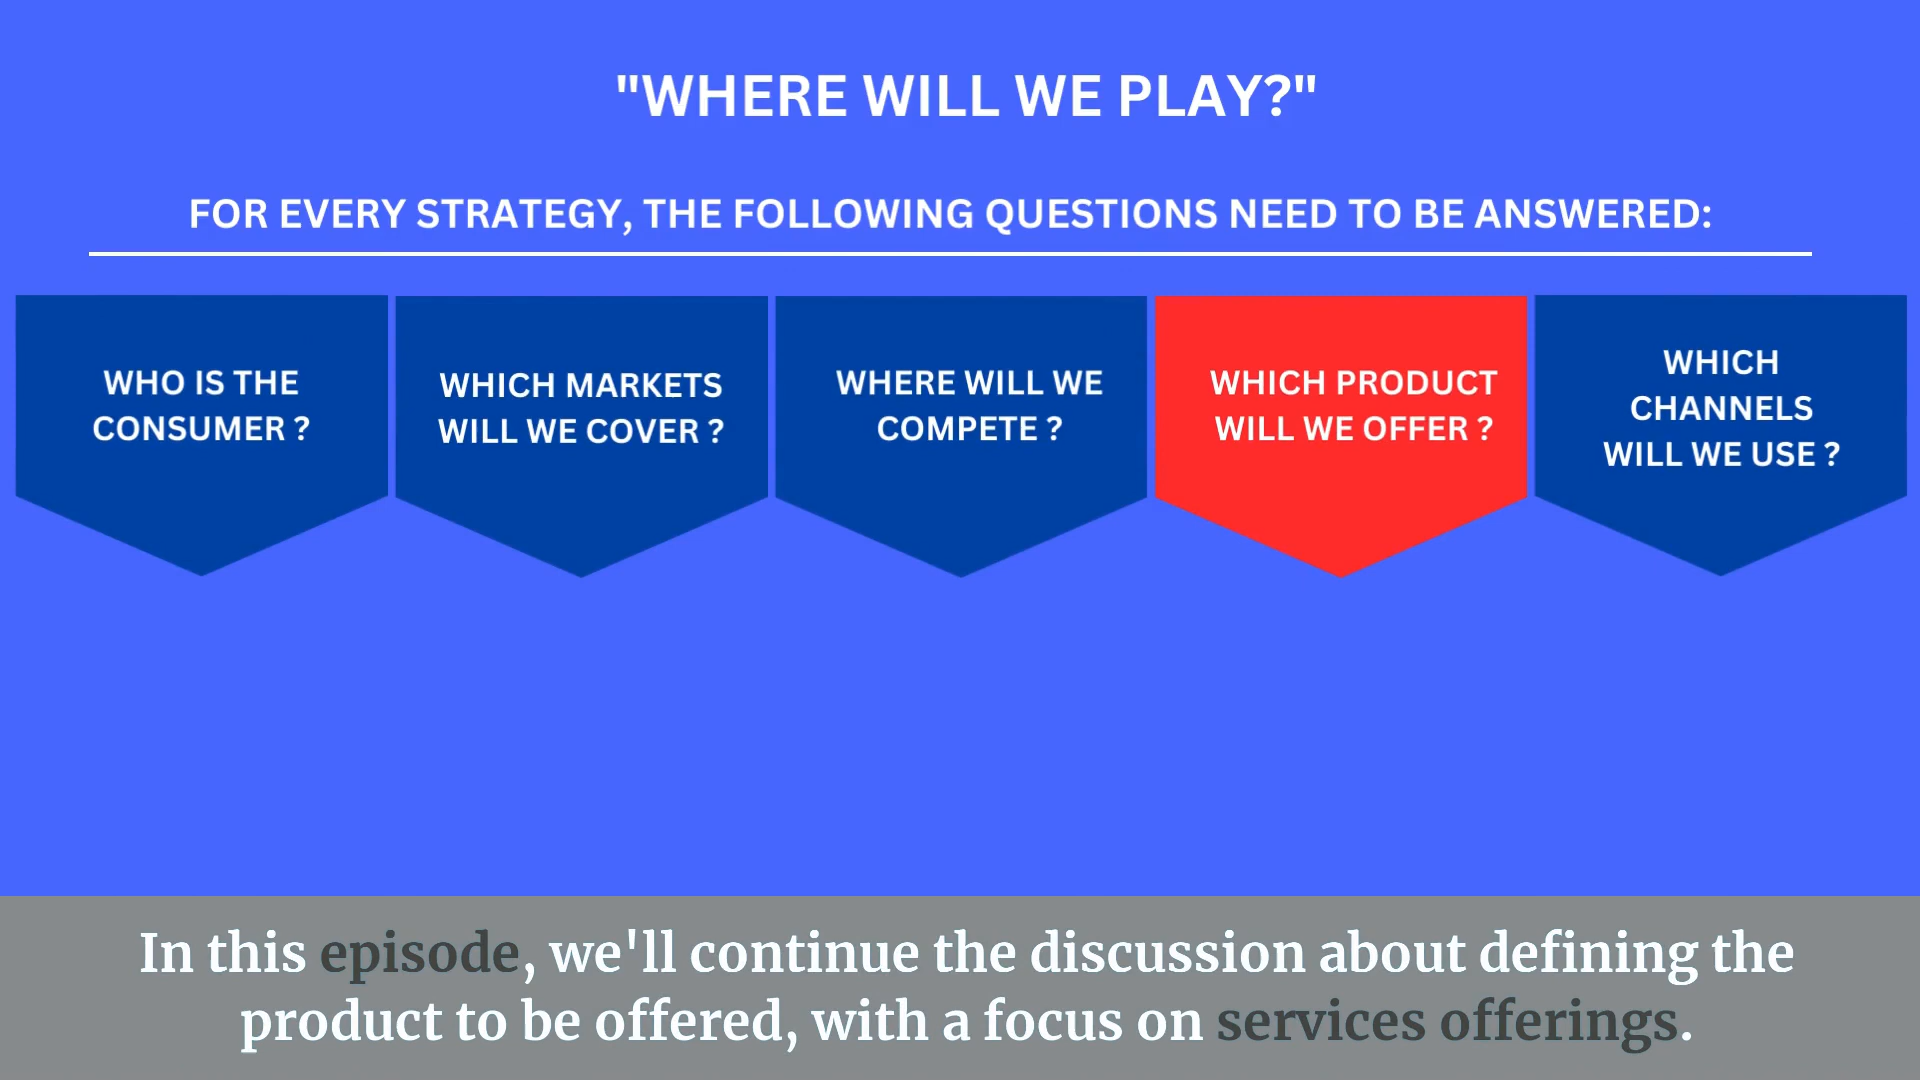 "WHERE WILL WE PLAY?"
FOR EVERY STRATEGY, THE FOLLOWING QUESTIONS NEED TO BE ANSWERED:
WHO IS THE
CONSUMER ?
WHICH MARKETS
WILL WE COVER ?
WHERE WILL WE
COMPETE ?
WHICH PRODUCT
WILL WE OFFER ?
WHICH
CHANNELS
WILL WE USE ?
In this episode, we'll continue the discussion about defining the
product to be offered, with a focus on services offerings.